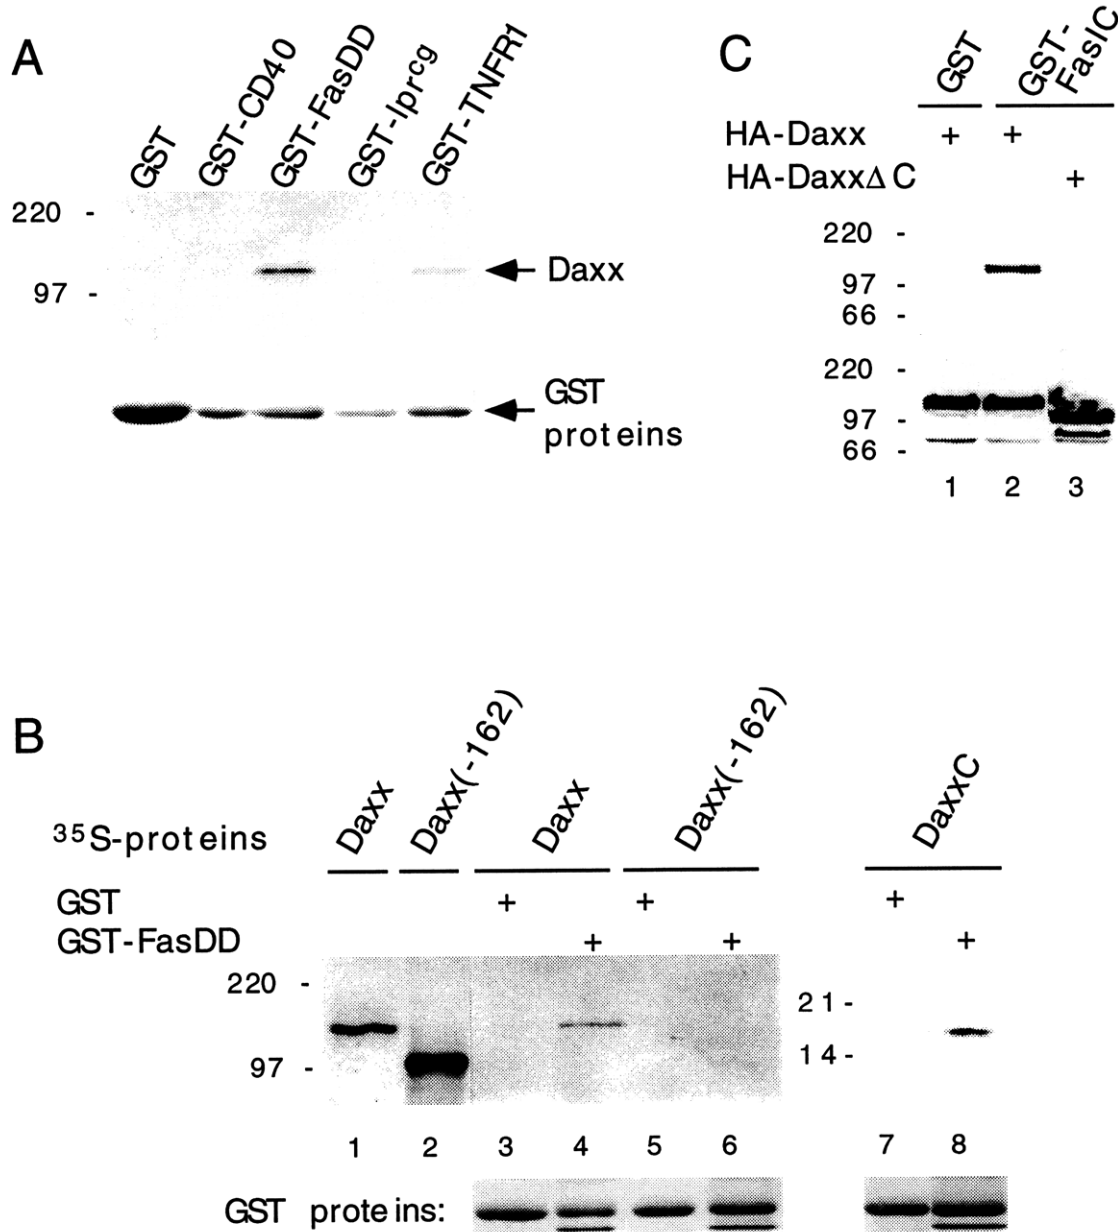 A
GST
GST-CD40
GST-FasDD
GST-lprcg
GST-TNFR1
220 -
Daxx
97 -
GST
proteins
C
GST
GST-
FasIC
HA-Daxx + +
HA-DaxxΔC +
220 -
97 -
66 -
220 -
97 -
66 -
1 2 3
B
35S-proteins
Daxx
Daxx(-162)
Daxx
Daxx(-162)
DaxxC
GST + + +
GST-FasDD + + +
220 -
97 -
21-
14-
1 2 3 4 5 6 7 8
GST proteins: